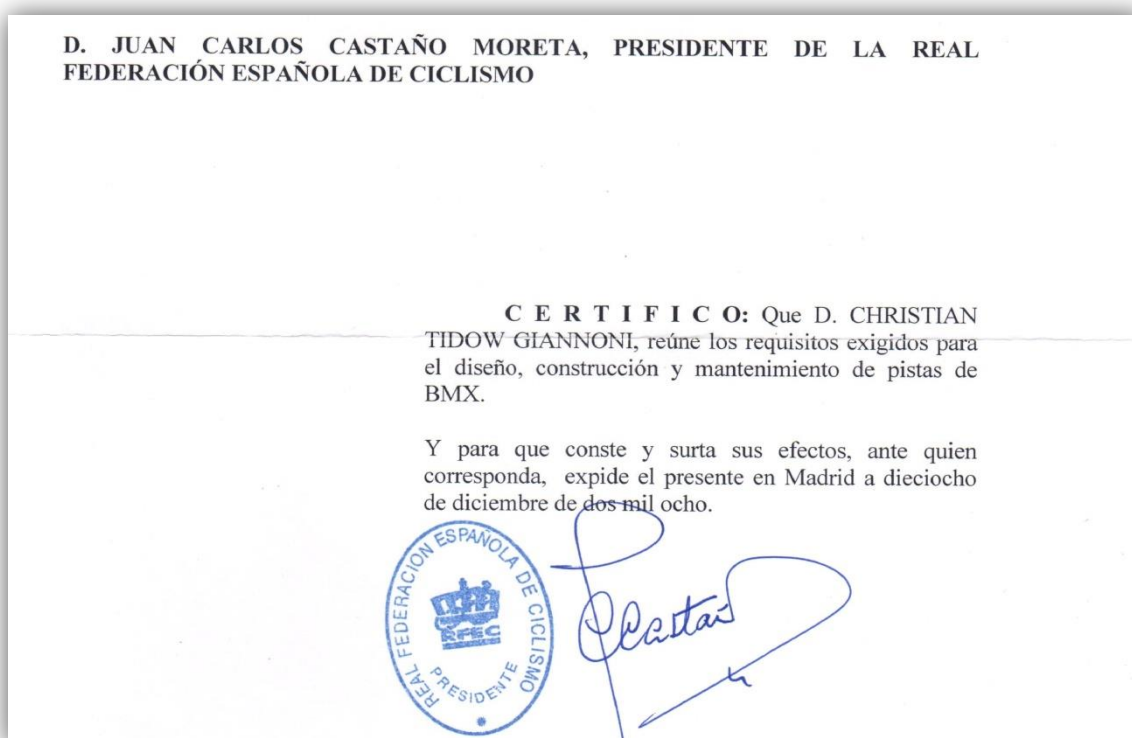 D. JUAN CARLOS CASTAÑO MORETA, PRESIDENTE DE LA REAL
FEDERACIÓN ESPAÑOLA DE CICLISMO
C E R T I F I C O: Que D. CHRISTIAN
TIDOW GIANNONI, reúne los requisitos exigidos para
el diseño, construcción y mantenimiento de pistas de
BMX.
Y para que conste y surta sus efectos, ante quien
corresponda, expide el presente en Madrid a dieciocho
de diciembre de dos mil ocho.
REAL FEDERACION ESPAÑOLA DE CICLISMO
RFEC
PRESIDENTE